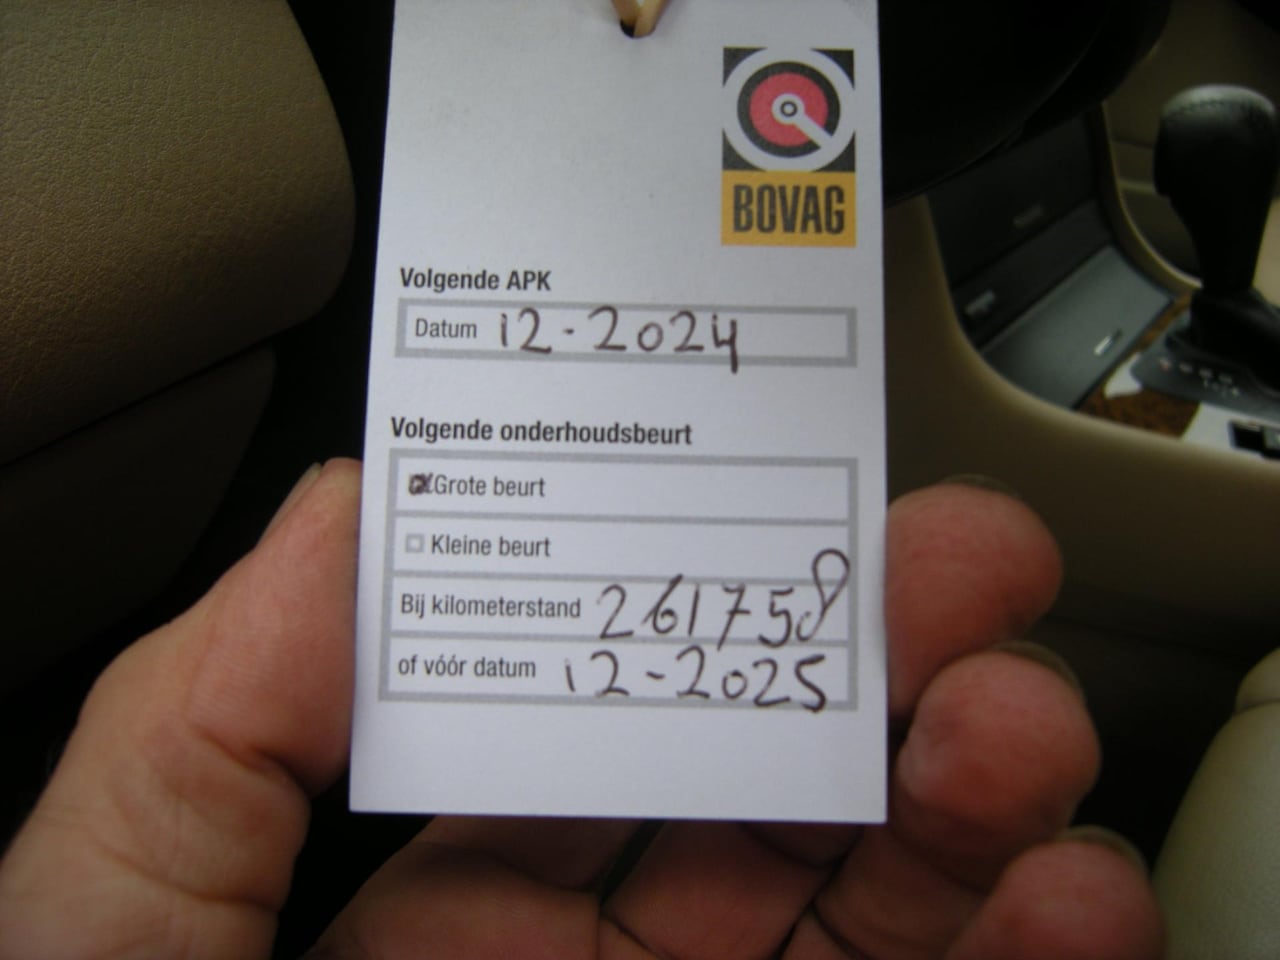 BOVAG
Volgende APK
Datum 12-2024
Volgende onderhoudsbeurt
Grote beurt
Kleine beurt
Bij kilometerstand 261758
of vóór datum 12-2025